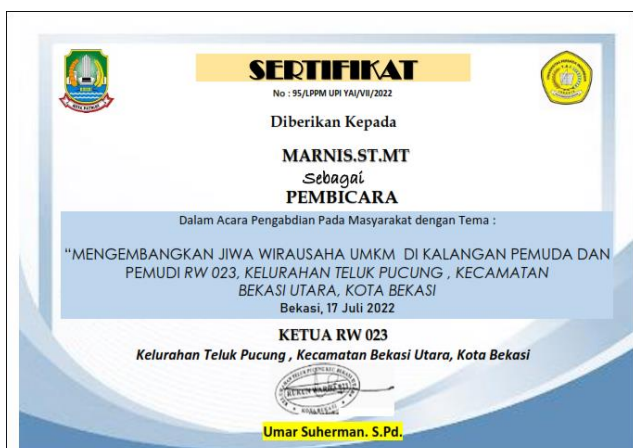 SERTIFIKAT
No : 95/LPPM UPI YAI/VII/2022
Diberikan Kepada
MARNIS.ST.MT
Sebagai
PEMBICARA
Dalam Acara Pengabdian Pada Masyarakat dengan Tema :
“MENGEMBANGKAN JIWA WIRAUSAHA UMKM DI KALANGAN PEMUDA DAN
PEMUDI RW 023, KELURAHAN TELUK PUCUNG , KECAMATAN
BEKASI UTARA, KOTA BEKASI
Bekasi, 17 Juli 2022
KETUA RW 023
Kelurahan Teluk Pucung , Kecamatan Bekasi Utara, Kota Bekasi
Umar Suherman. S.Pd.